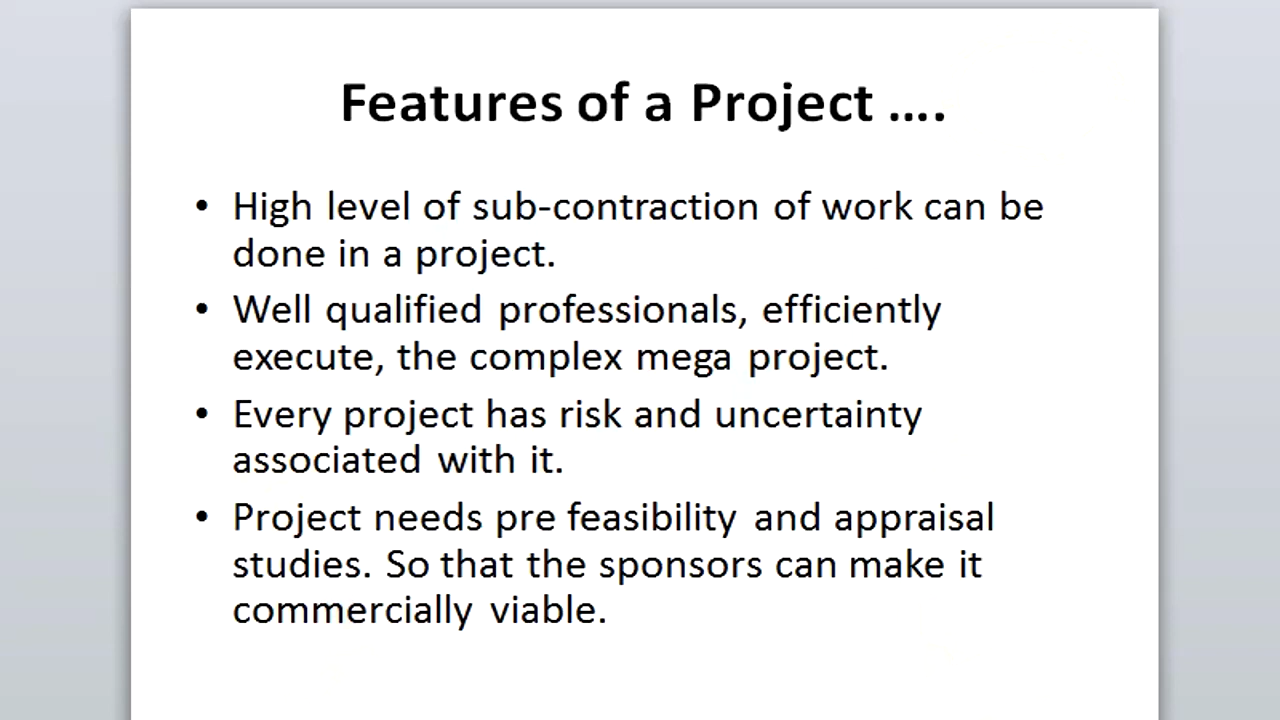 Features of a Project ....
• High level of sub-contraction of work can be
done in a project.
• Well qualified professionals, efficiently
execute, the complex mega project.
• Every project has risk and uncertainty
associated with it.
• Project needs pre feasibility and appraisal
studies. So that the sponsors can make it
commercially viable.